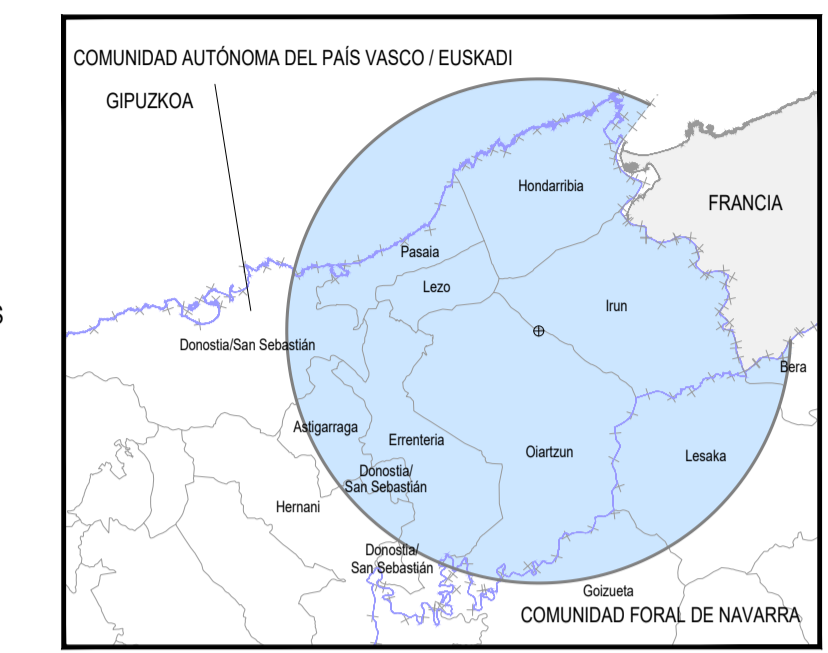 COMUNIDAD AUTÓNOMA DEL PAÍS VASCO / EUSKADI
GIPUZKOA
Hondarribia
FRANCIA
Pasaia
Lezo
Irun
S
Donostia/San Sebastián
Bera
Astigarraga
Errenteria
Oiartzun
Lesaka
Donostia/
San Sebastián
Hernani
Donostia/
San Sebastián
Goizueta
COMUNIDAD FORAL DE NAVARRA